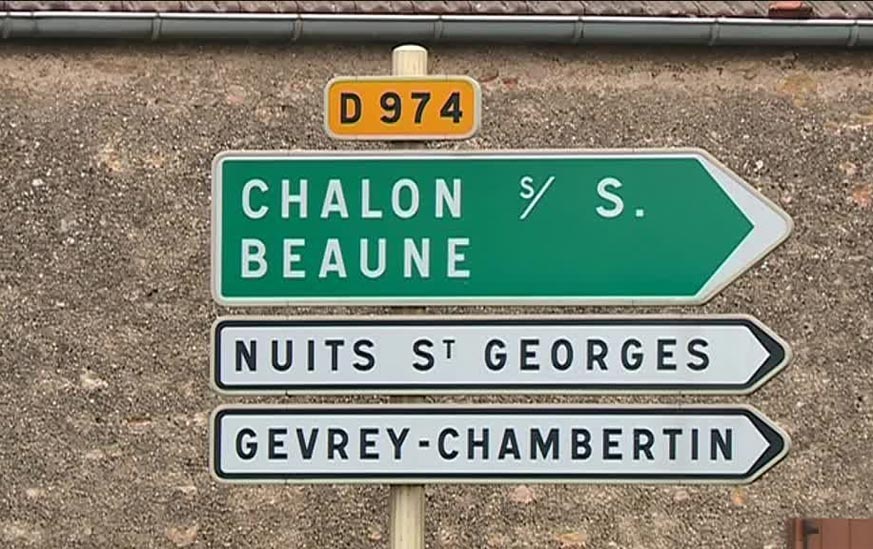 D 974
CHALON s/ S.
BEAUNE
NUITS ST GEORGES
GEVREY-CHAMBERTIN